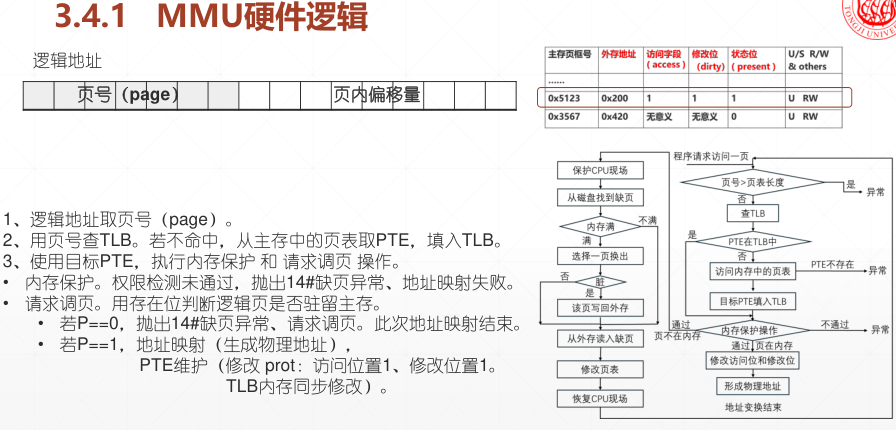 3.4.1 MMU硬件逻辑
TONGJI UNIVE
逻辑地址
页号（page）
页内偏移量
主存页框号 外存地址 访问字段（access） 修改位（dirty） 状态位（present） U/S R/W & others
......
0x5123 0x200 1 1 1 U RW
0x3567 0x420 无意义 无意义 0 U RW
1、逻辑地址取页号（page）。
2、用页号查TLB。若不命中，从主存中的页表取PTE，填入TLB。
3、使用目标PTE，执行内存保护 和 请求调页 操作。
• 内存保护。权限检测未通过，抛出14#缺页异常、地址映射失败。
• 请求调页。用存在位判断逻辑页是否驻留主存。
• 若P==0，抛出14#缺页异常、请求调页。此次地址映射结束。
• 若P==1，地址映射（生成物理地址），
PTE维护（修改 prot：访问位置1、修改位置1。
TLB内存同步修改）。
保护CPU现场
从磁盘找到缺页
内存满
不满
满
选择一页换出
否
脏
是
该页写回外存
从外存读入缺页
修改页表
恢复CPU现场
程序请求访问一页
页号>页表长度
是
异常
否
查TLB
是
PTE在TLB中
否
访问内存中的页表
PTE不存在
异常
目标PTE填入TLB
通过
页不在内存
内存保护操作
不通过
异常
通过 页在内存
修改访问位和修改位
形成物理地址
地址变换结束